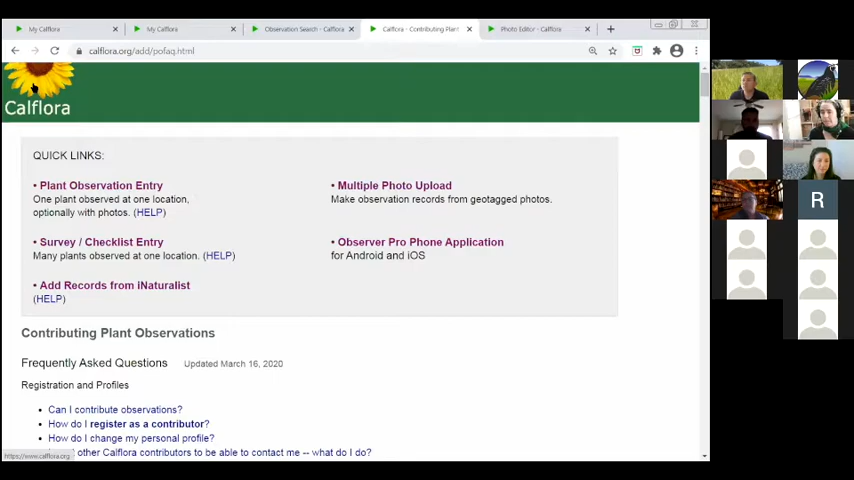 My Calflora
My Calflora
Observation Search - Calflora
Calflora - Contributing Plant
Photo Editor - Calflora
calflora.org/add/pofaq.html
Calflora
QUICK LINKS:
• Plant Observation Entry
One plant observed at one location,
optionally with photos. (HELP)
• Multiple Photo Upload
Make observation records from geotagged photos.
• Survey / Checklist Entry
Many plants observed at one location. (HELP)
• Observer Pro Phone Application
for Android and iOS
• Add Records from iNaturalist
(HELP)
Contributing Plant Observations
Frequently Asked Questions Updated March 16, 2020
Registration and Profiles
• Can I contribute observations?
• How do I register as a contributor?
• How do I change my personal profile?
other Calflora contributors to be able to contact me -- what do I do?
https://www.calflora.org
R